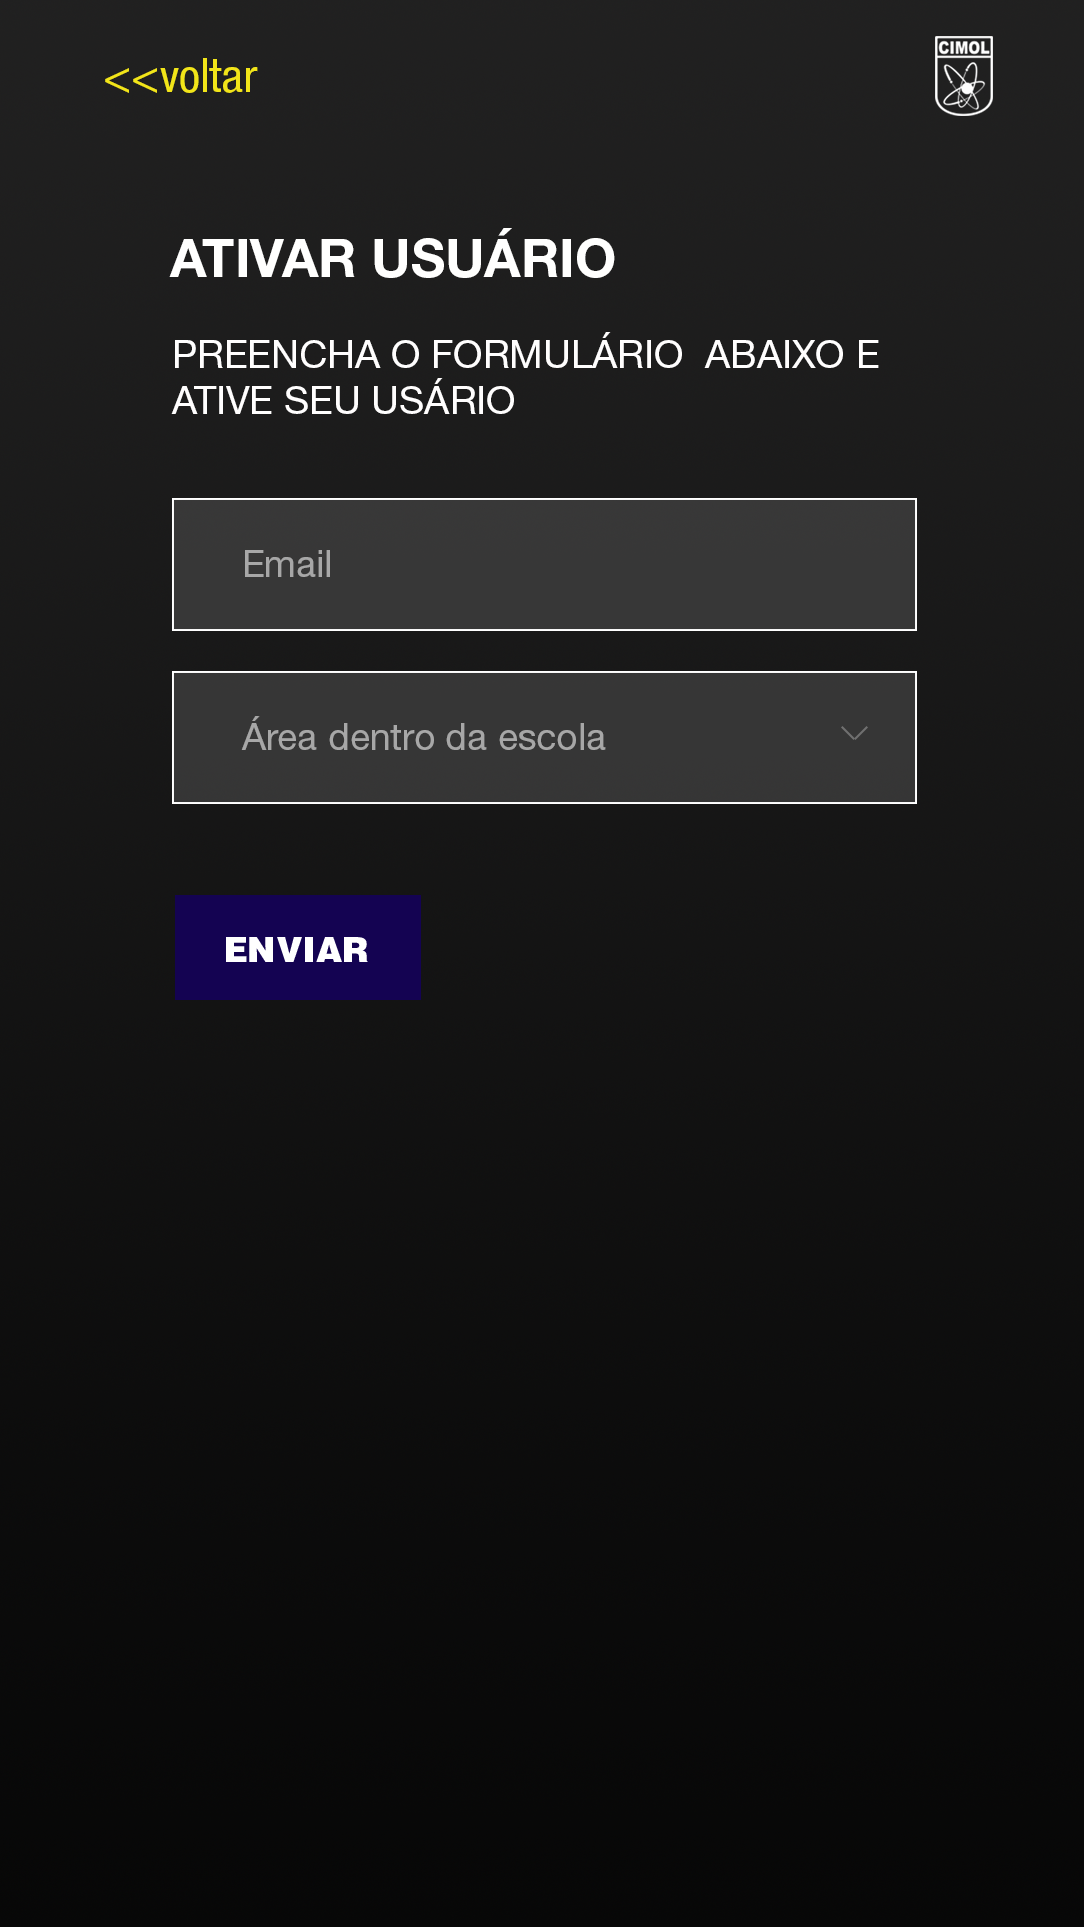 <<voltar
CIMOL
ATIVAR USUÁRIO
PREENCHA O FORMULÁRIO  ABAIXO E
ATIVE SEU USÁRIO
Email
Área dentro da escola
ENVIAR